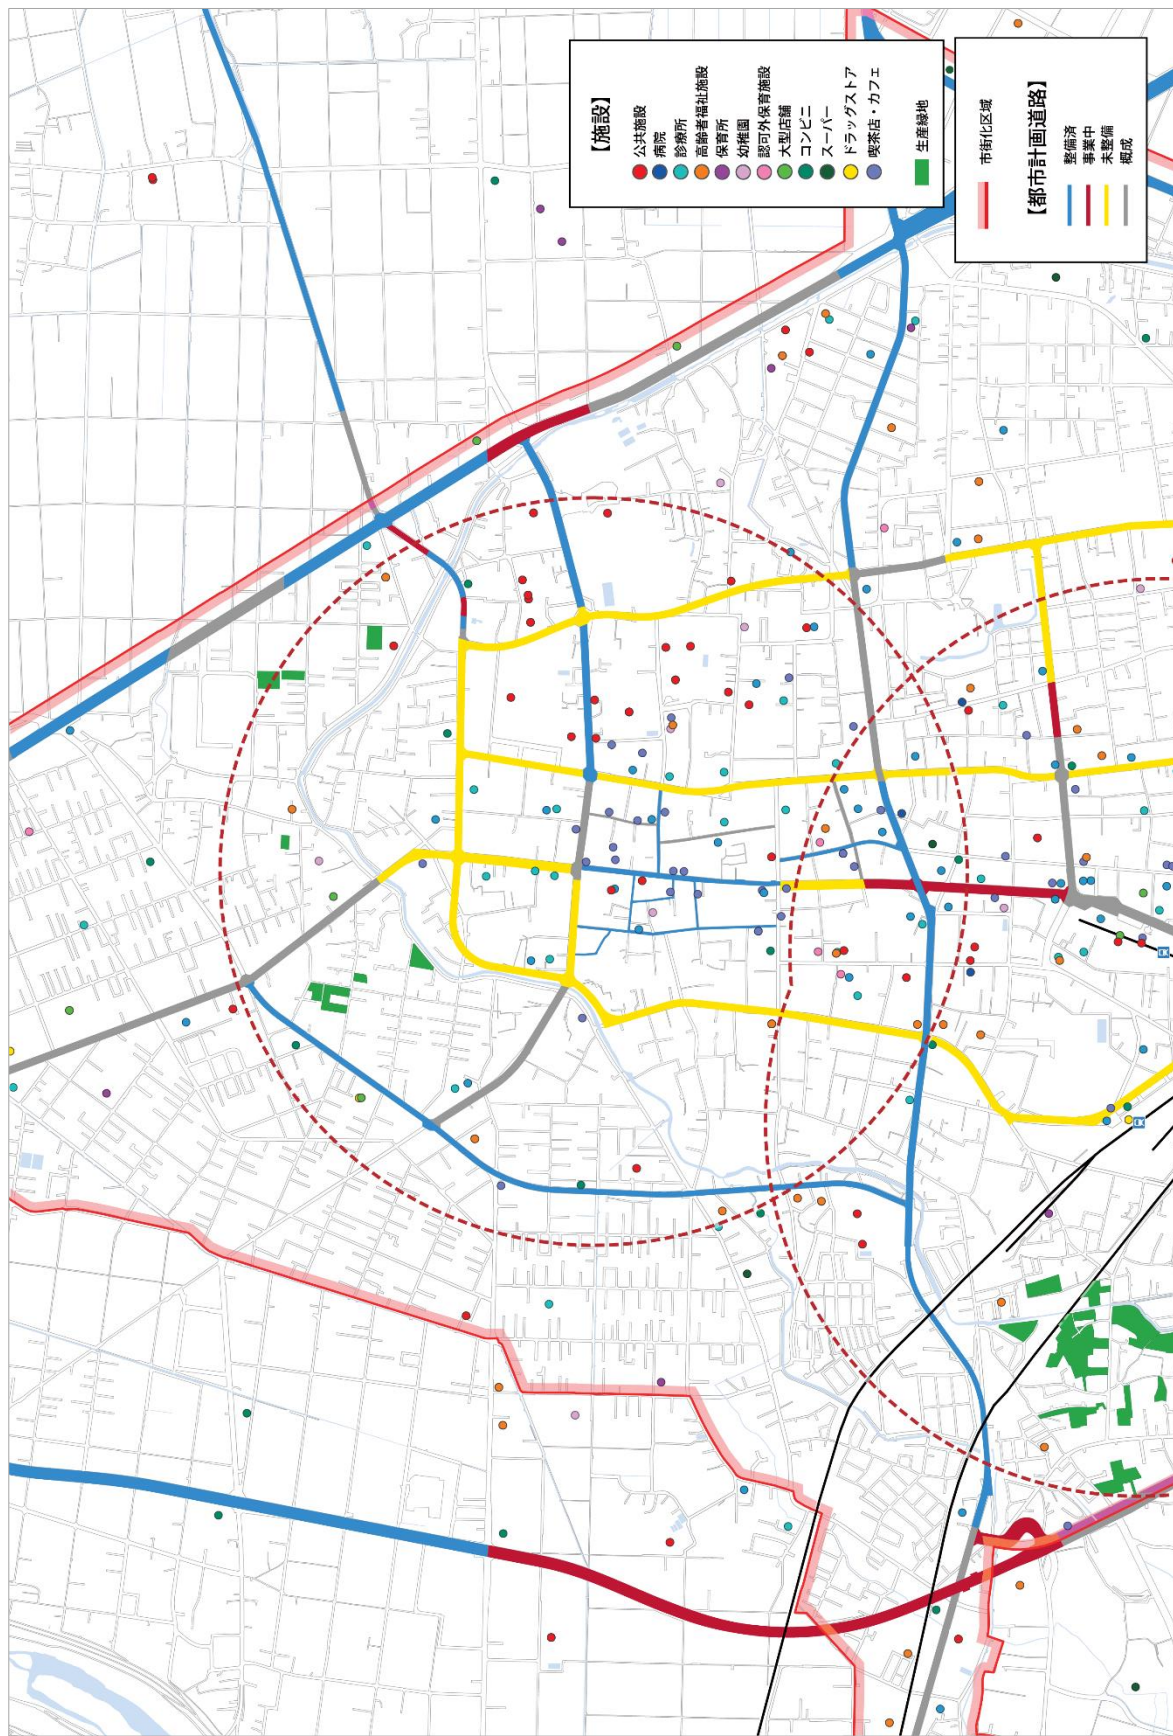 【施設】
公共施設
病院
診療所
高齢者福祉施設
保育所
幼稚園
認可外保育施設
大型店舗
コンビニ
スーパー
ドラッグストア
喫茶店・カフェ
生産緑地
市街化区域
【都市計画道路】
整備済
事業中
未整備
概成